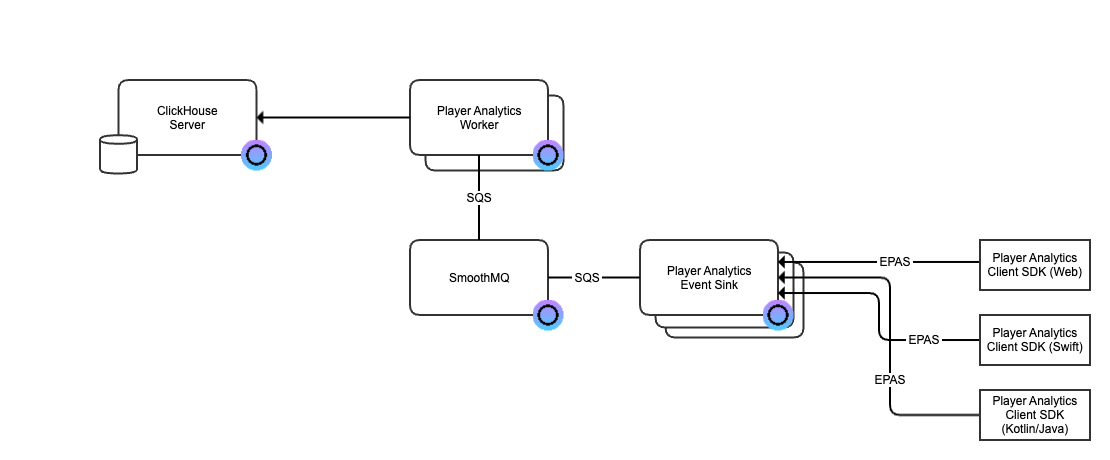 ClickHouse
Server
Player Analytics
Worker
SQS
SmoothMQ
SQS
Player Analytics
Event Sink
EPAS
Player Analytics
Client SDK (Web)
EPAS
Player Analytics
Client SDK (Swift)
EPAS
Player Analytics
Client SDK
(Kotlin/Java)